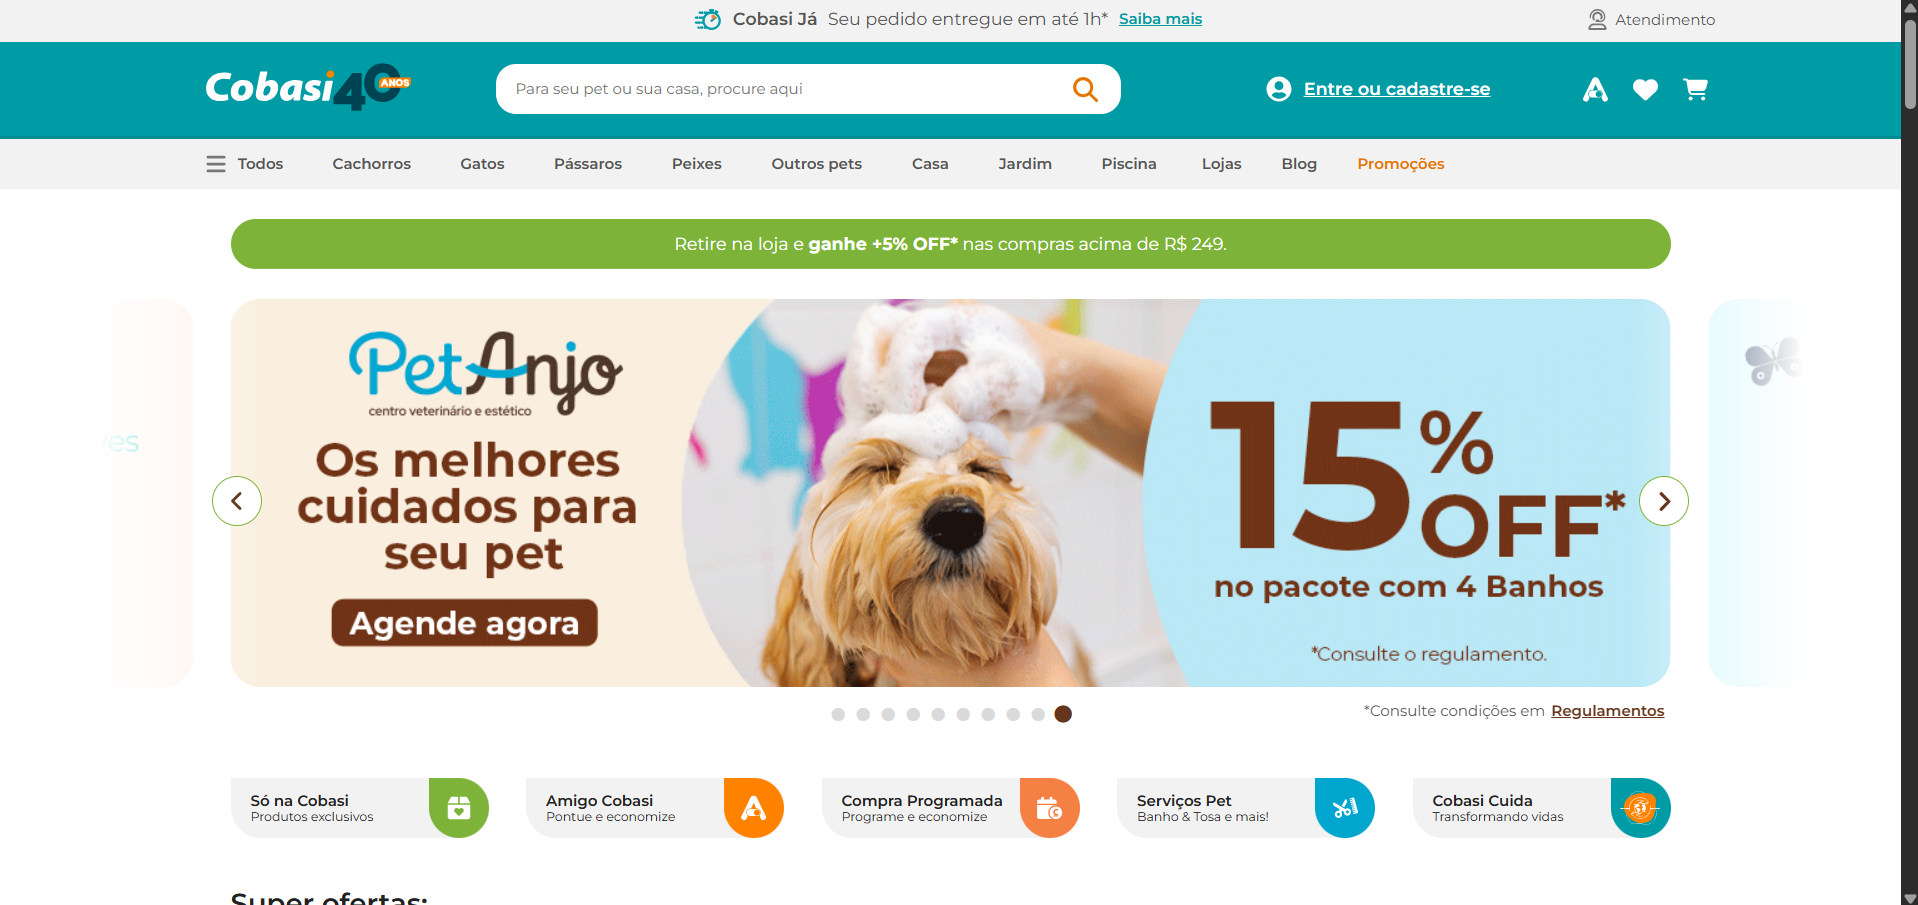 Cobasi Já Seu pedido entregue em até 1h* Saiba mais
Atendimento
Cobasi 40 ANOS
Para seu pet ou sua casa, procure aqui
Entre ou cadastre-se
Todos Cachorros Gatos Pássaros Peixes Outros pets Casa Jardim Piscina Lojas Blog Promoções
Retire na loja e ganhe +5% OFF* nas compras acima de R$ 249.
PetAnjo
centro veterinário e estético
Os melhores
cuidados para
seu pet
Agende agora
15% OFF*
no pacote com 4 Banhos
*Consulte o regulamento.
*Consulte condições em Regulamentos
Só na Cobasi
Produtos exclusivos
Amigo Cobasi
Pontue e economize
Compra Programada
Programe e economize
Serviços Pet
Banho & Tosa e mais!
Cobasi Cuida
Transformando vidas
Super ofertas: